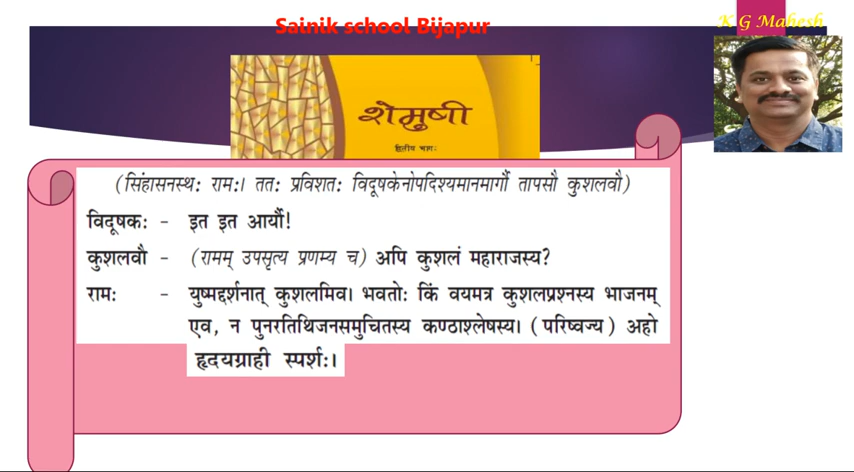 Sainik school Bijapur
K G Mahesh
शेमुषी
द्वितीयो भागः
(सिंहासनस्थः रामः। ततः प्रविशतः विदूषकेनोपदिश्यमानमार्गौ तापसौ कुशलवौ)
विदूषकः - इत इत आर्यौ!
कुशलवौ - (रामम् उपसृत्य प्रणम्य च) अपि कुशलं महाराजस्य?
रामः - युष्मद्दर्शनात् कुशलमिव। भवतोः किं वयमत्र कुशलप्रश्नस्य भाजनम्
एव, न पुनरतिथिजनसमुचितस्य कण्ठाश्लेषस्य। (परिष्वज्य) अहो
हृदयग्राही स्पर्शः।